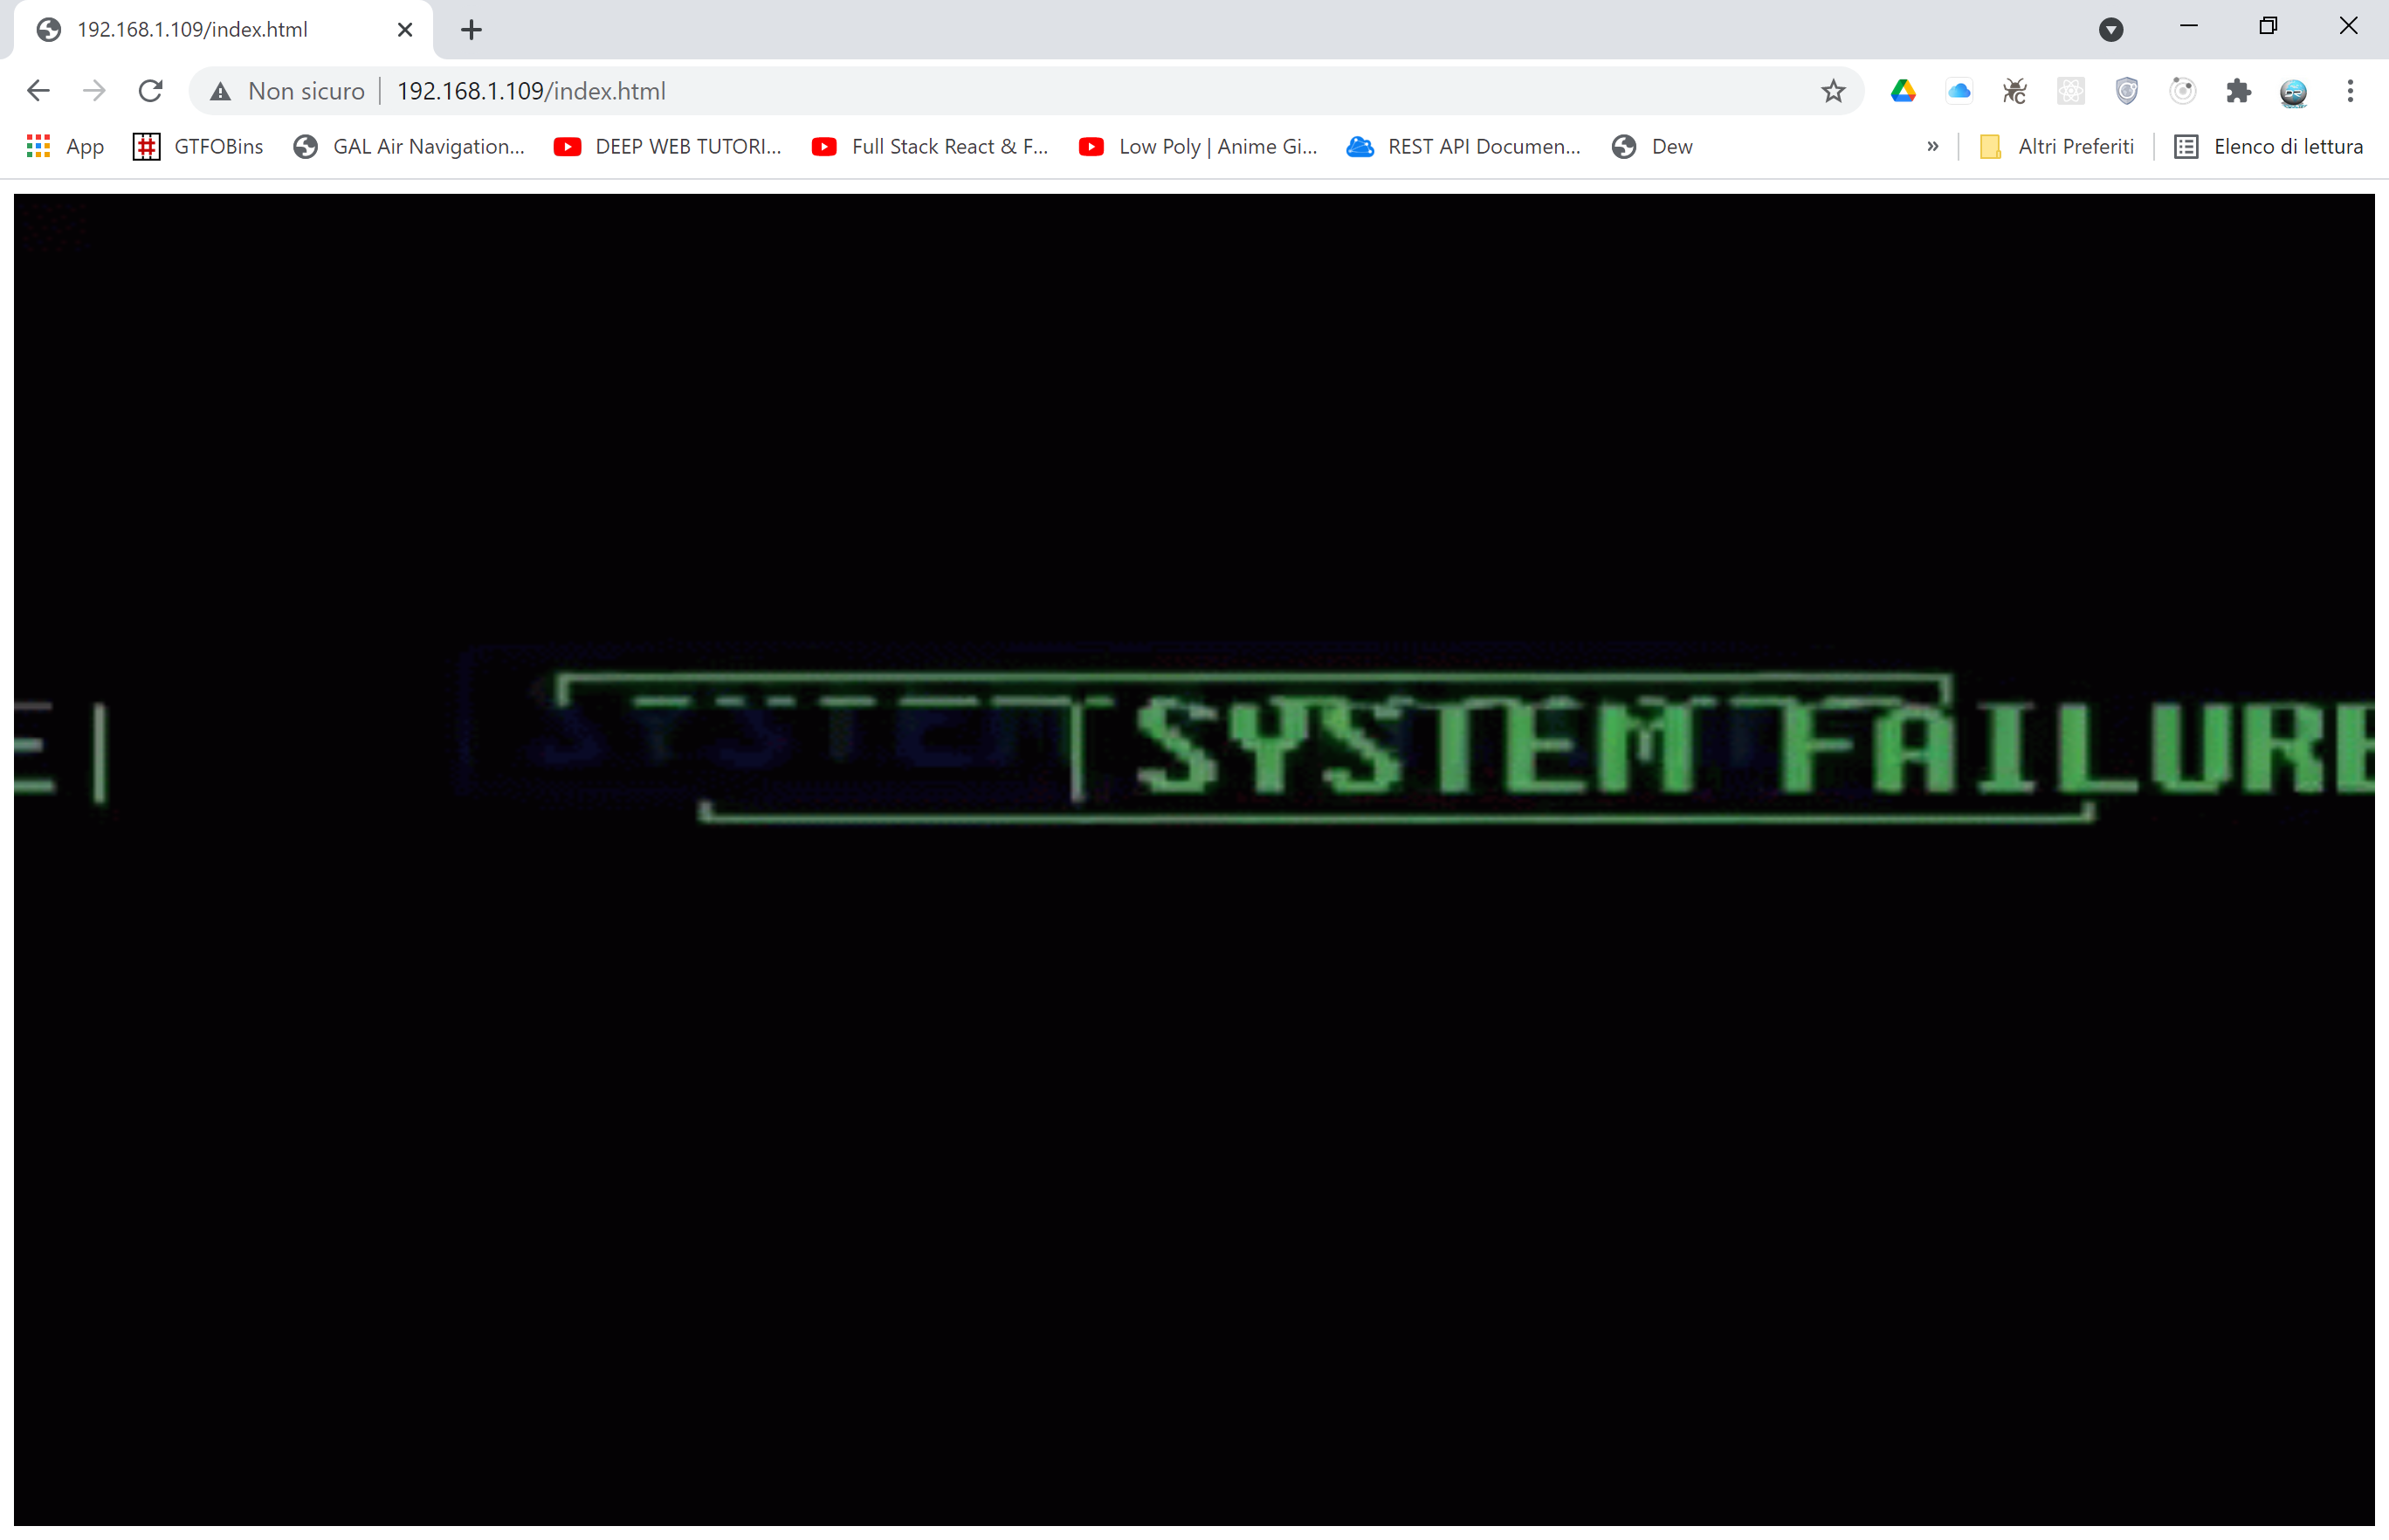 192.168.1.109/index.html
Non sicuro 192.168.1.109/index.html
App GTFOBins GAL Air Navigation... DEEP WEB TUTORI... Full Stack React & F... Low Poly | Anime Gi... REST API Documen... Dew » Altri Preferiti Elenco di lettura
SYSTEM FAILURE